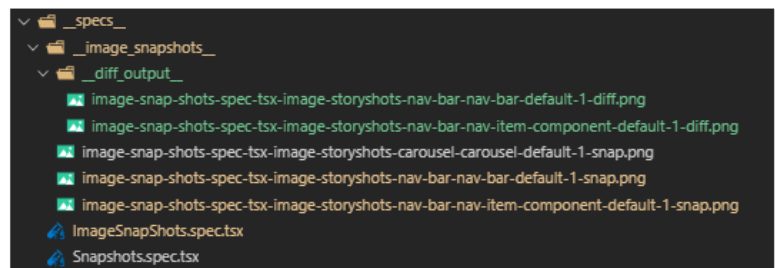 _specs_
_image_snapshots_
_diff_output_
image-snap-shots-spec-tsx-image-storyshots-nav-bar-nav-bar-default-1-diff.png
image-snap-shots-spec-tsx-image-storyshots-nav-bar-nav-item-component-default-1-diff.png
image-snap-shots-spec-tsx-image-storyshots-carousel-carousel-default-1-snap.png
image-snap-shots-spec-tsx-image-storyshots-nav-bar-nav-bar-default-1-snap.png
image-snap-shots-spec-tsx-image-storyshots-nav-bar-nav-item-component-default-1-snap.png
ImageSnapShots.spec.tsx
Snapshots.spec.tsx